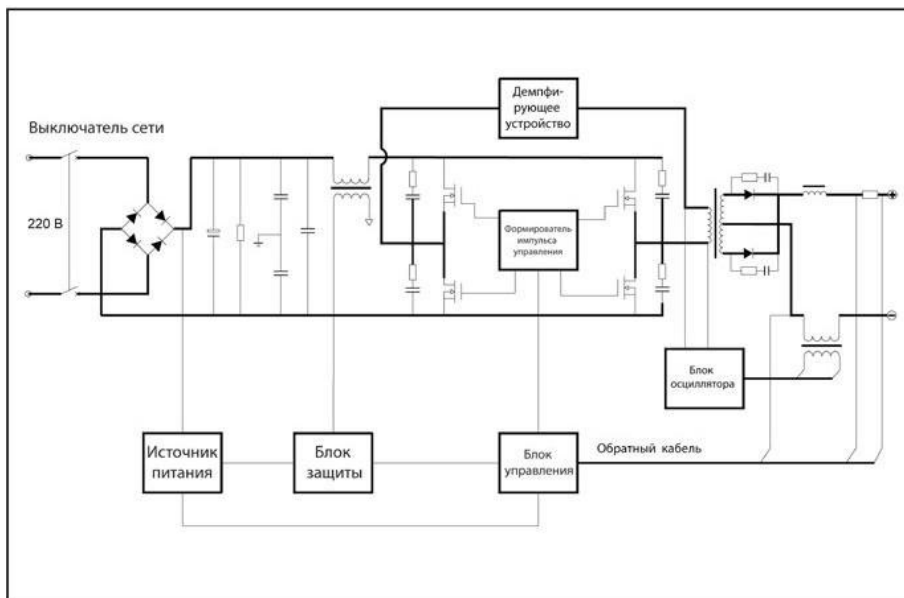 Демпфи-
рующее
устройство
Выключатель сети
220 В
Формирователь
импульса
управления
Блок
осциллятора
Источник
питания
Блок
защиты
Блок
управления
Обратный кабель